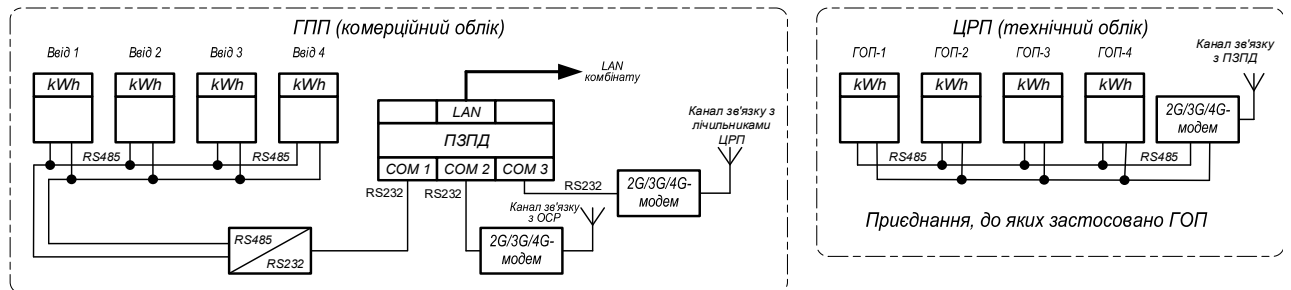 ГПП (комерційний облік)
Ввід 1 Ввід 2 Ввід 3 Ввід 4
kWh kWh kWh kWh
RS485 RS485
RS485
RS232
LAN
комбінату
LAN
ПЗПД
COM 1 COM 2 COM 3
RS232 RS232 RS232
Канал зв'язку
з ОСР
2G/3G/4G-
модем
Канал зв'язку з
лічильниками
ЦРП
2G/3G/4G-
модем
ЦРП (технічний облік)
ГОП-1 ГОП-2 ГОП-3 ГОП-4
kWh kWh kWh kWh
RS485 RS485
Канал зв'язку
з ПЗПД
2G/3G/4G-
модем
Приєднання, до яких застосовано ГОП